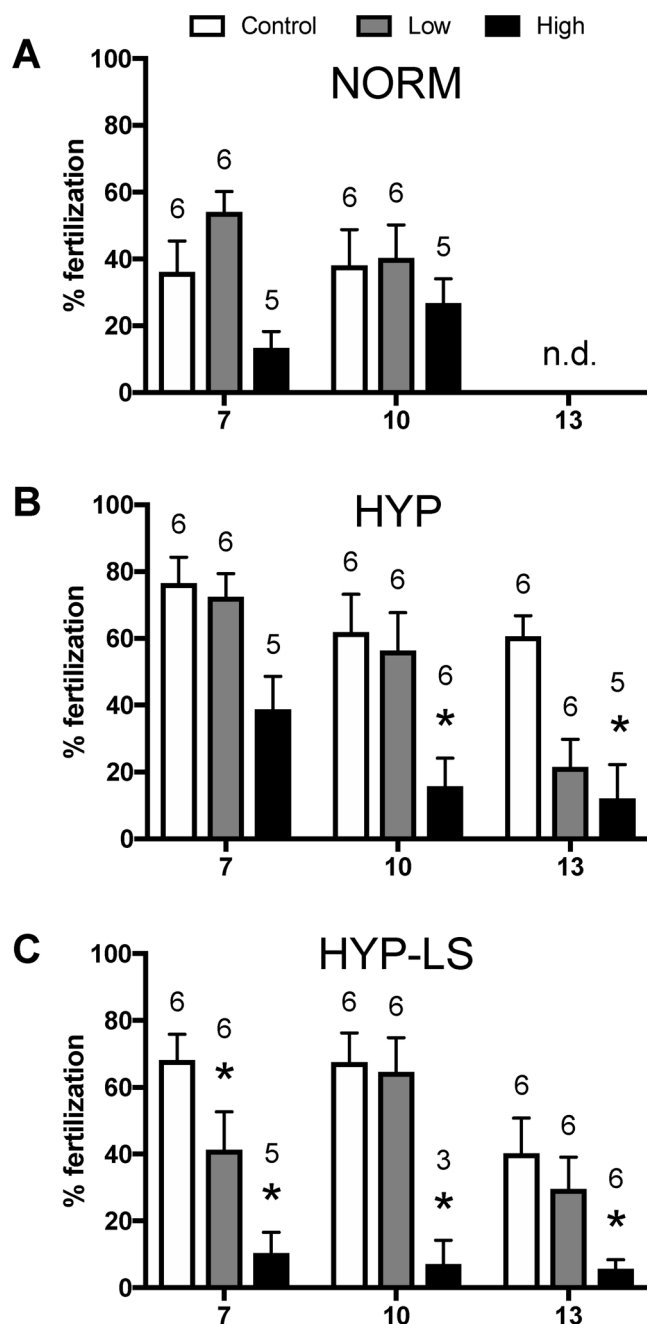 Control Low High
A
NORM
100
80
60
40
20
0
% fertilization
6 6 5 6 6 5
n.d.
7 10 13
B
HYP
100
80
60
40
20
0
% fertilization
6 6 5 6 6 6 6 6 5
* *
7 10 13
C
HYP-LS
100
80
60
40
20
0
% fertilization
6 6 5 6 6 3 6 6 6
* * * *
7 10 13